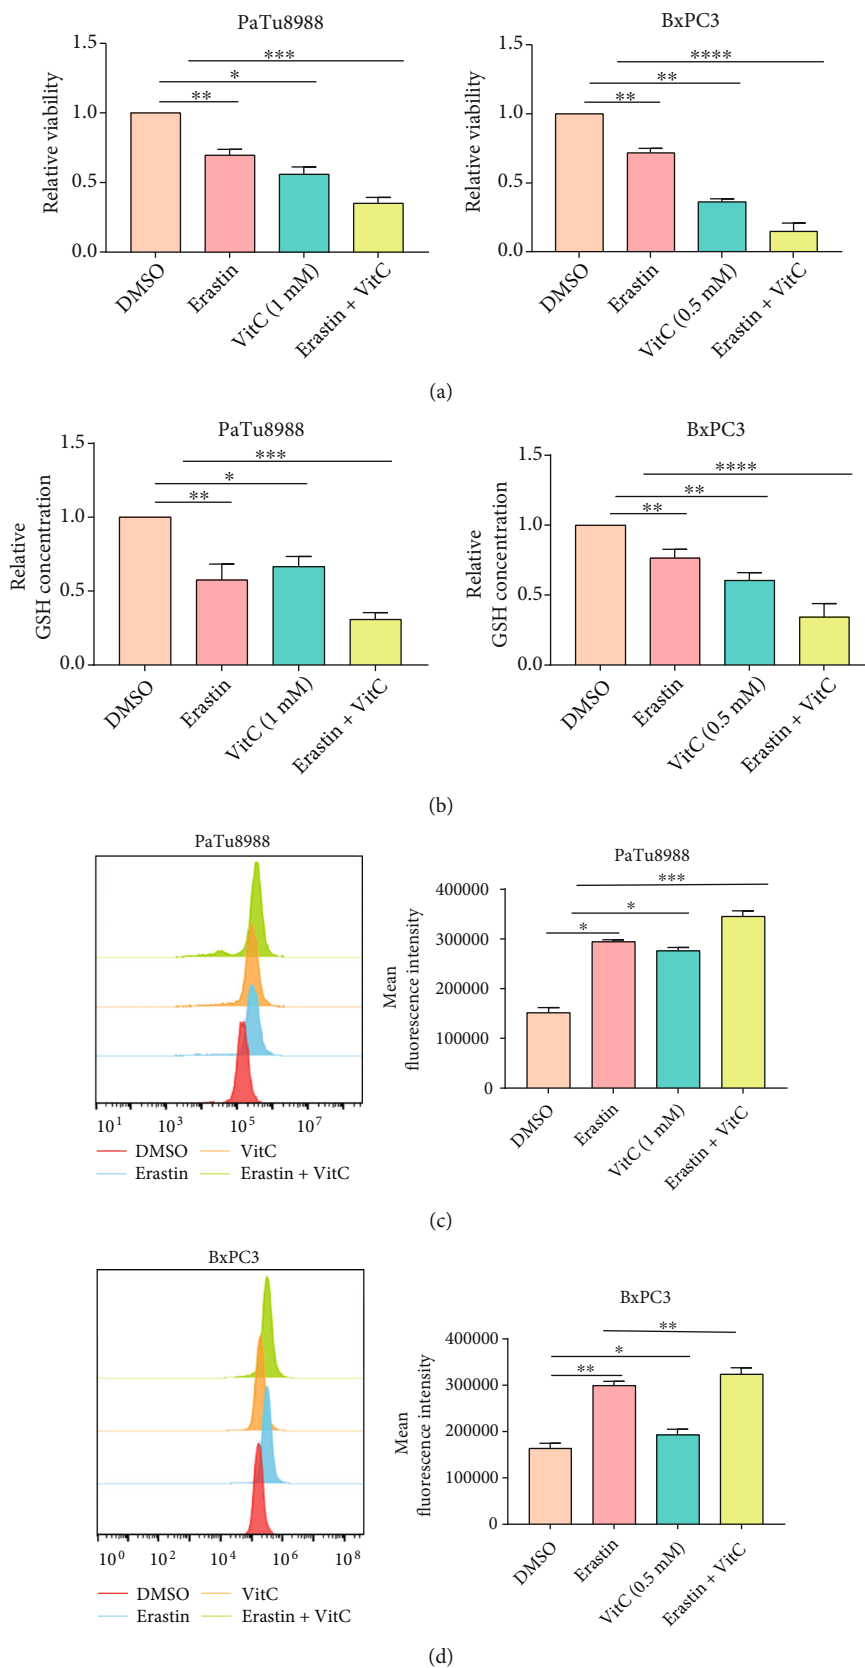 PaTu8988
Relative viability
1.5
1.0
0.5
0.0
***
*
**
DMSO
Erastin
VitC (1 mM)
Erastin + VitC
BxPC3
Relative viability
1.5
1.0
0.5
0.0
****
**
**
DMSO
Erastin
VitC (0.5 mM)
Erastin + VitC
(a)
PaTu8988
Relative
GSH concentration
1.5
1.0
0.5
0.0
***
*
**
DMSO
Erastin
VitC (1 mM)
Erastin + VitC
BxPC3
Relative
GSH concentration
1.5
1.0
0.5
0.0
****
**
**
DMSO
Erastin
VitC (0.5 mM)
Erastin + VitC
(b)
PaTu8988
10¹ 10³ 10⁵ 10⁷
DMSO
VitC
Erastin
Erastin + VitC
PaTu8988
Mean
fluorescence intensity
400000
300000
200000
100000
0
***
*
*
DMSO
Erastin
VitC (1 mM)
Erastin + VitC
(c)
BxPC3
10⁰ 10² 10⁴ 10⁶ 10⁸
DMSO
VitC
Erastin
Erastin + VitC
BxPC3
Mean
fluorescence intensity
400000
300000
200000
100000
0
**
*
**
DMSO
Erastin
VitC (0.5 mM)
Erastin + VitC
(d)